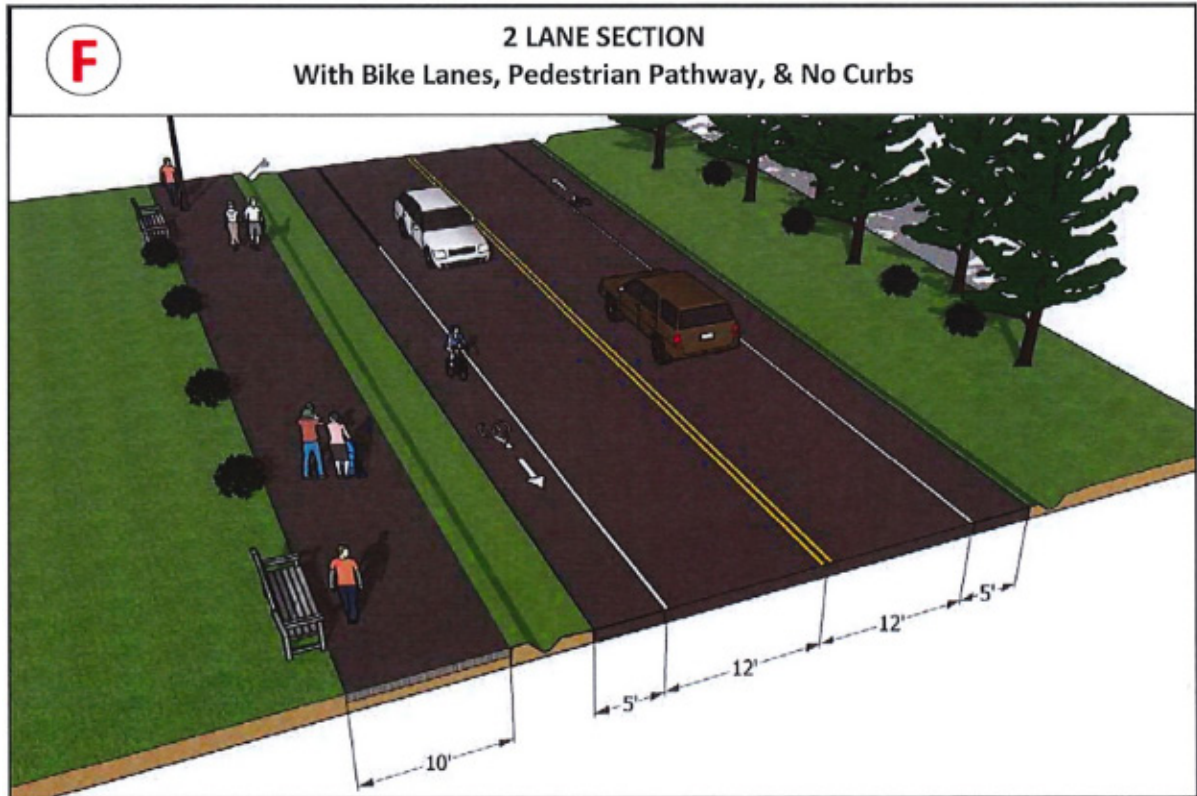 F
2 LANE SECTION
With Bike Lanes, Pedestrian Pathway, & No Curbs
5'
12'
12'
5'
10'